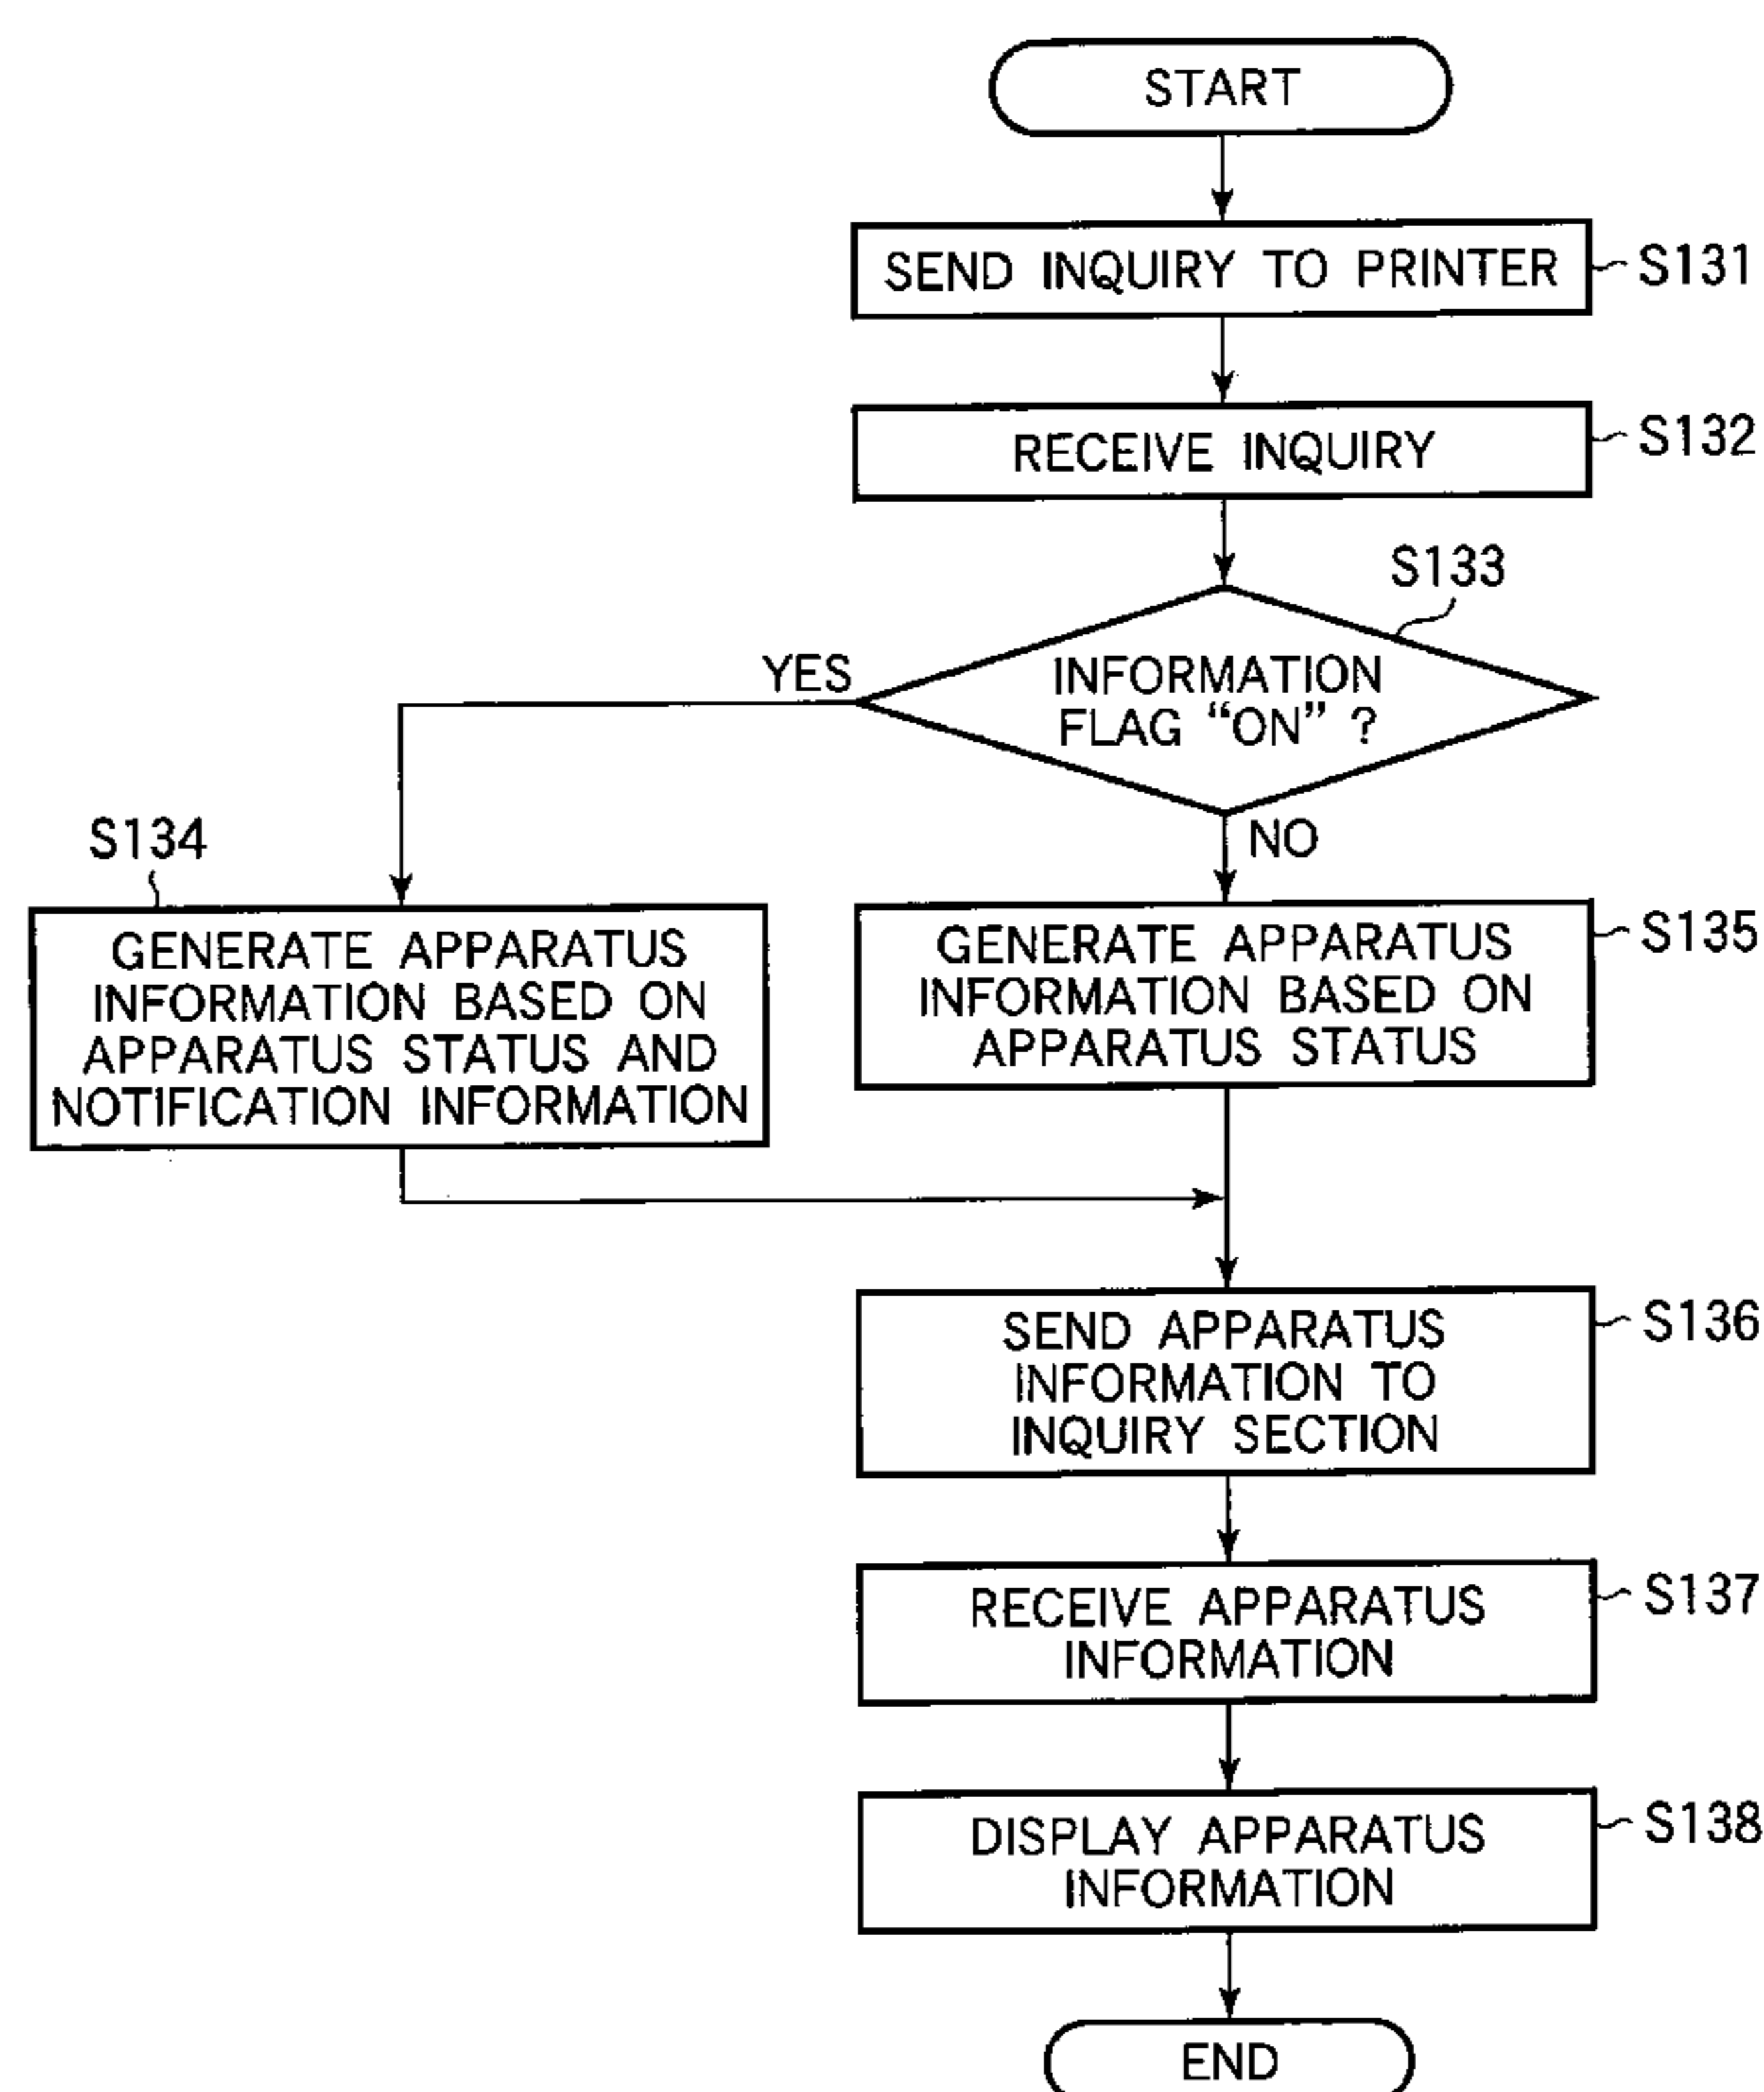 START
SEND INQUIRY TO PRINTER
S131
RECEIVE INQUIRY
S132
S133
INFORMATION
FLAG “ON” ?
YES
NO
S134
GENERATE APPARATUS
INFORMATION BASED ON
APPARATUS STATUS AND
NOTIFICATION INFORMATION
GENERATE APPARATUS
INFORMATION BASED ON
APPARATUS STATUS
S135
SEND APPARATUS
INFORMATION TO
INQUIRY SECTION
S136
RECEIVE APPARATUS
INFORMATION
S137
DISPLAY APPARATUS
INFORMATION
S138
END